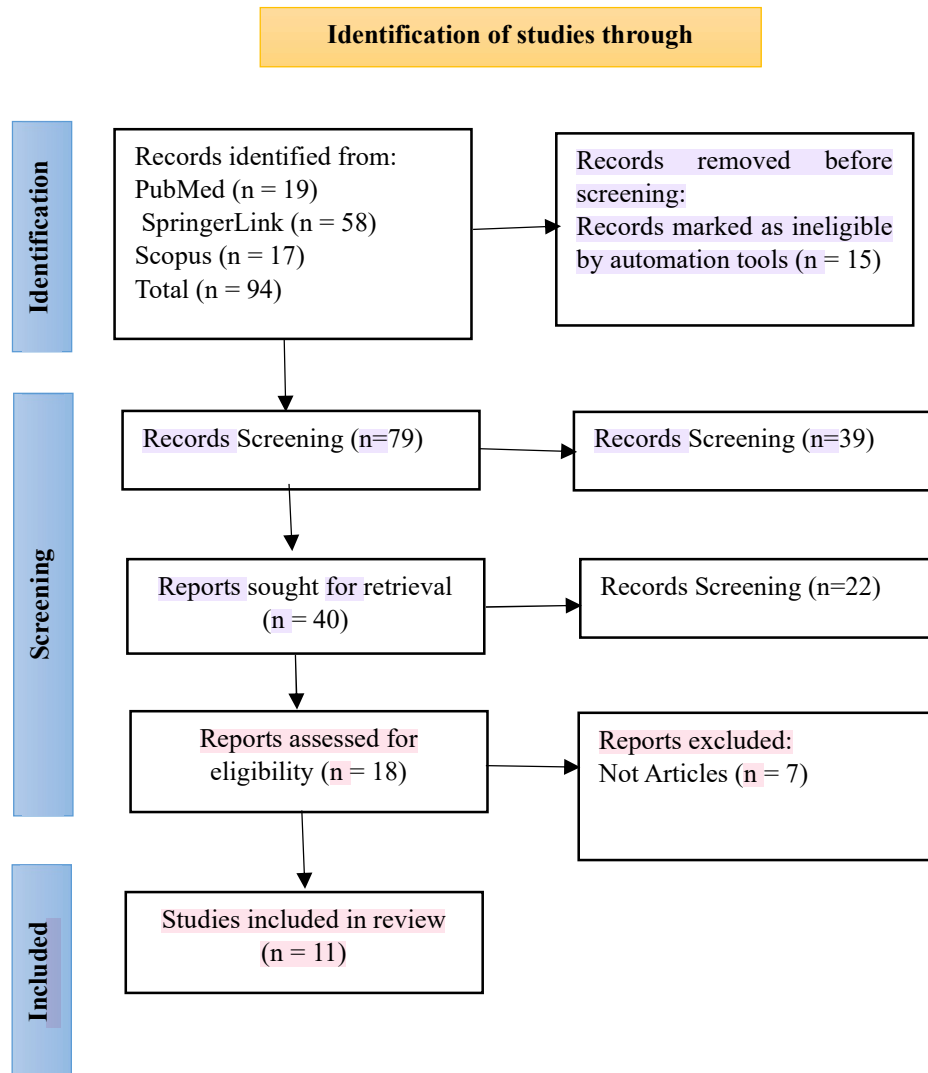 Identification of studies through
Identification
Records identified from:
PubMed (n = 19)
SpringerLink (n = 58)
Scopus (n = 17)
Total (n = 94)
Records removed before
screening:
Records marked as ineligible
by automation tools (n = 15)
Screening
Records Screening (n=79)
Records Screening (n=39)
Reports sought for retrieval
(n = 40)
Records Screening (n=22)
Reports assessed for
eligibility (n = 18)
Reports excluded:
Not Articles (n = 7)
Included
Studies included in review
(n = 11)